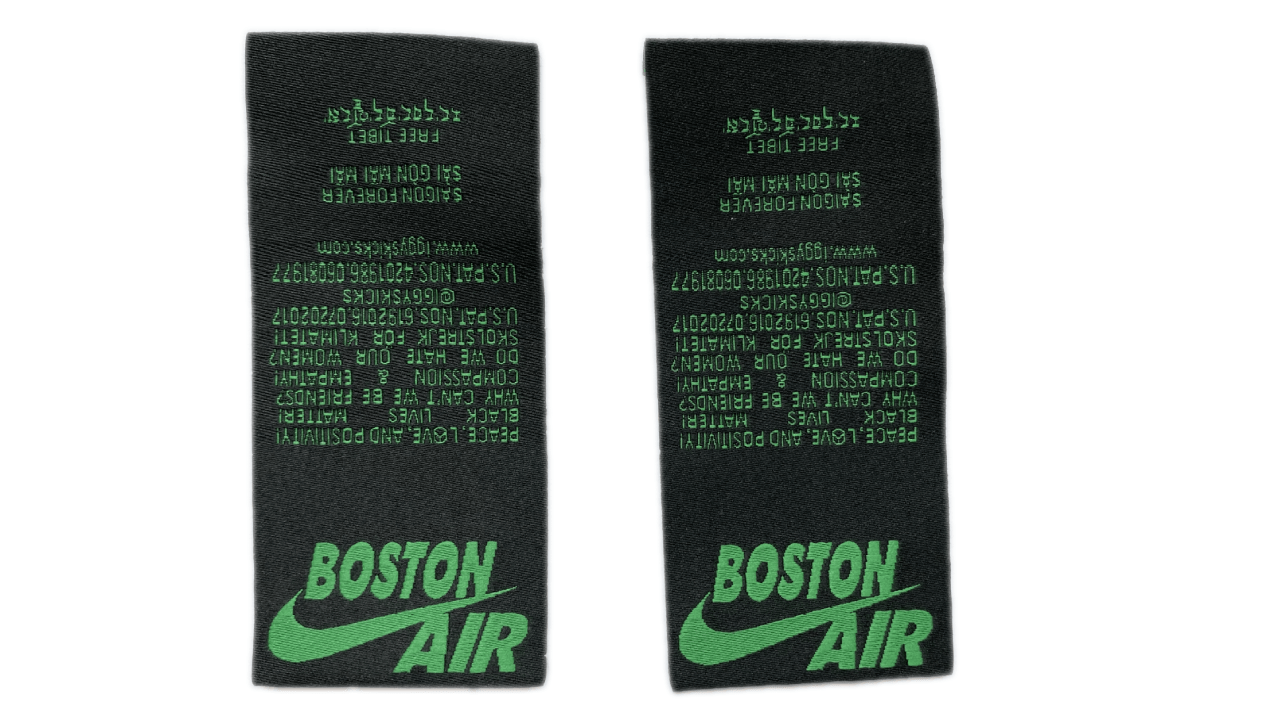 BOSTON
AIR
PEACE, L☮VE, AND POSITIVITY!
BLACK LIVES MATTER!
WHY CAN'T WE BE FRIENDS?
COMPASSION & EMPATHY!
DO WE HATE OUR WOMEN?
SKOLSTREJK FÖR KLIMATET!
U.S.PAT.NOS.6192016.07202017
@IGGYSKICKS
U.S.PAT.NOS.4201986.06081977
www.iggyskicks.com
SAIGON FOREVER
SÀI GÒN MÃI MÃI
FREE TIBET
BOSTON
AIR
PEACE, L☮VE, AND POSITIVITY!
BLACK LIVES MATTER!
WHY CAN'T WE BE FRIENDS?
COMPASSION & EMPATHY!
DO WE HATE OUR WOMEN?
SKOLSTREJK FÖR KLIMATET!
U.S.PAT.NOS.6192016.07202017
@IGGYSKICKS
U.S.PAT.NOS.4201986.06081977
www.iggyskicks.com
SAIGON FOREVER
SÀI GÒN MÃI MÃI
FREE TIBET